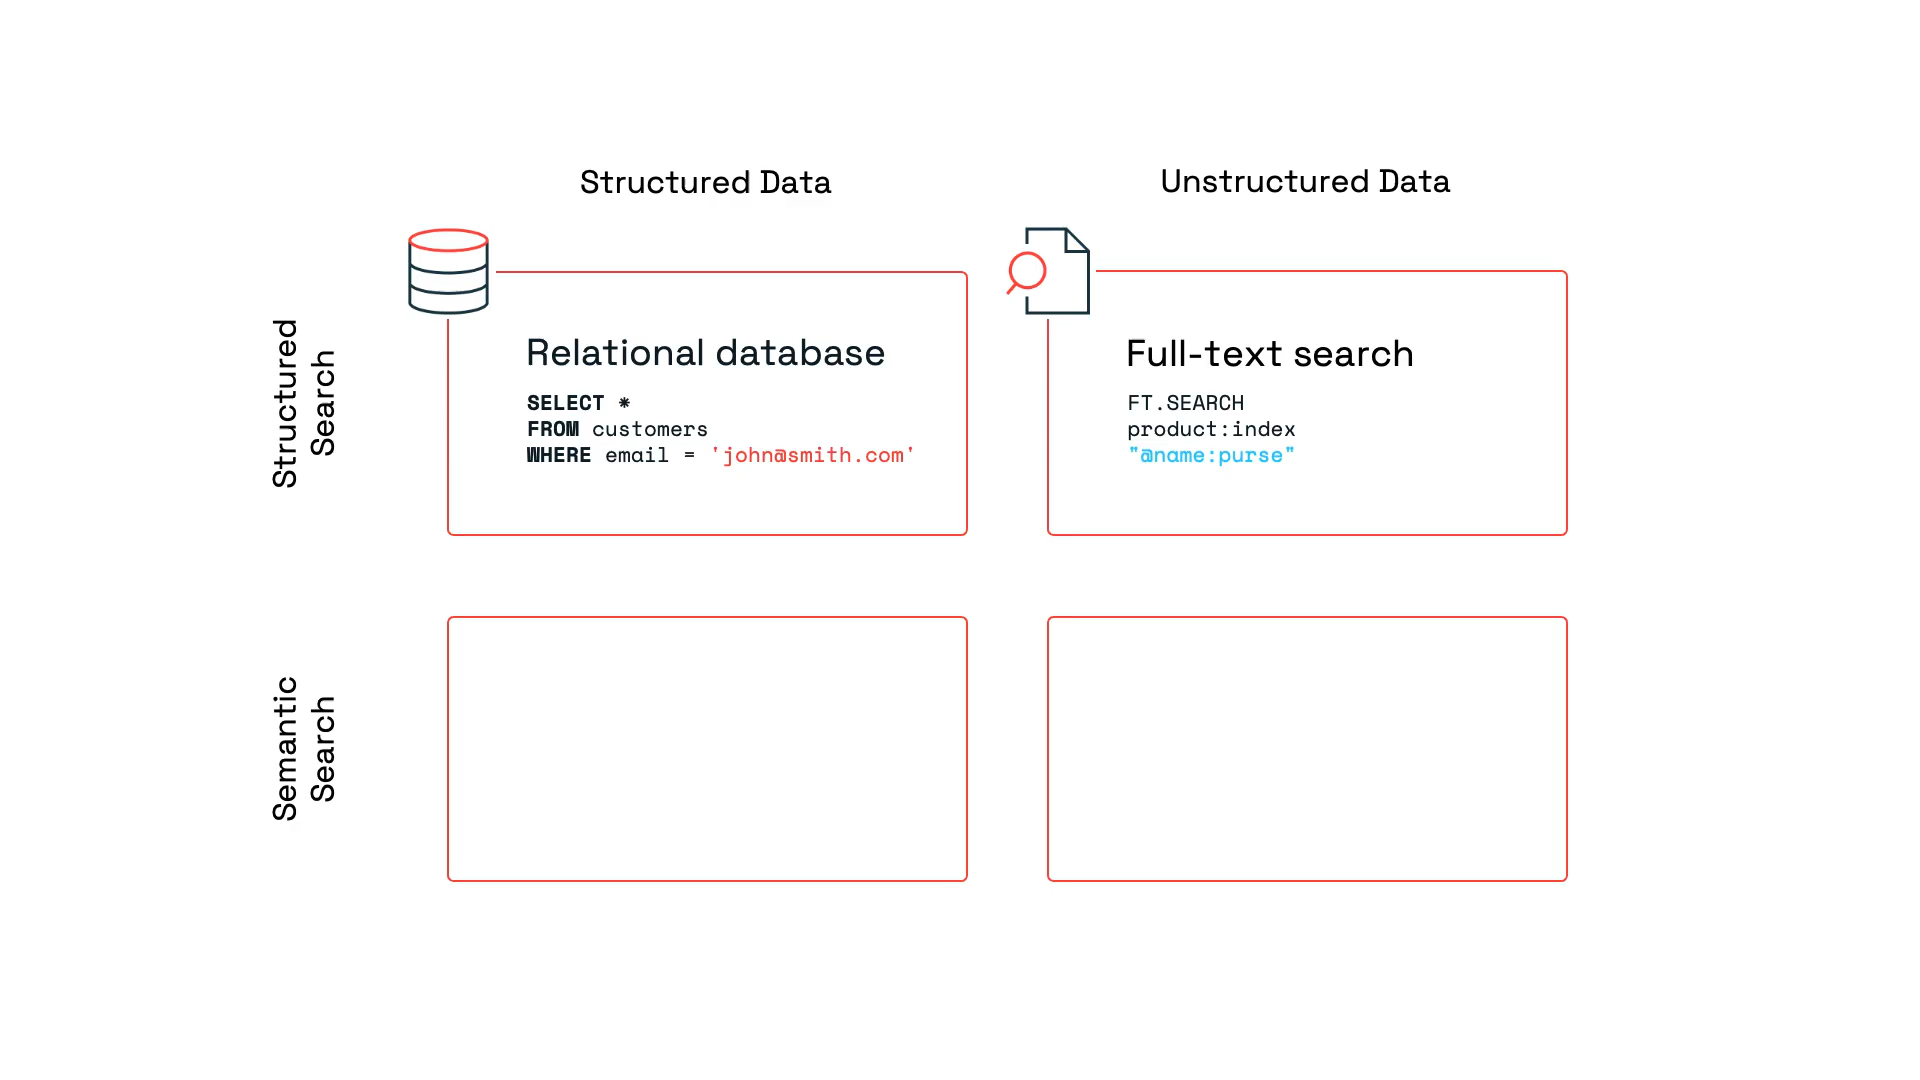 Structured Data
Unstructured Data
Structured
Search
Relational database
SELECT *
FROM customers
WHERE email = 'john@smith.com'
Full-text search
FT.SEARCH
product:index
"@name:purse"
Semantic
Search